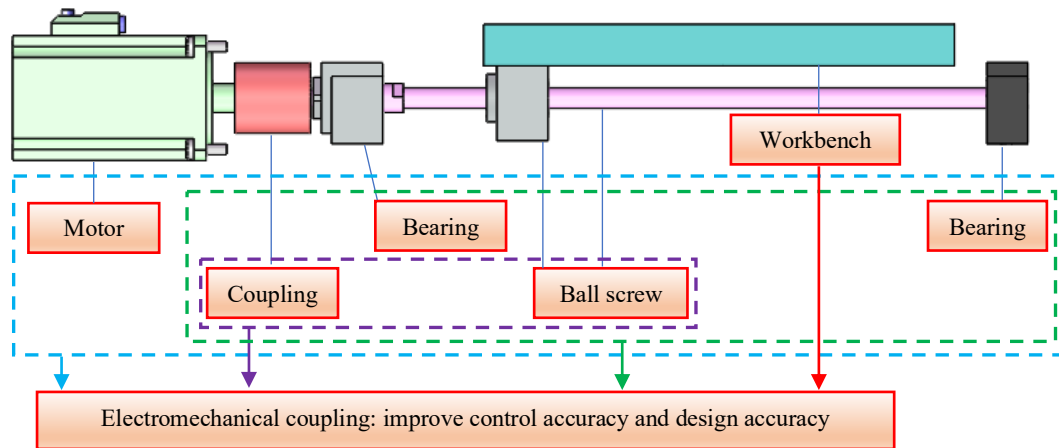 Workbench
Motor
Bearing
Bearing
Coupling
Ball screw
Electromechanical coupling: improve control accuracy and design accuracy